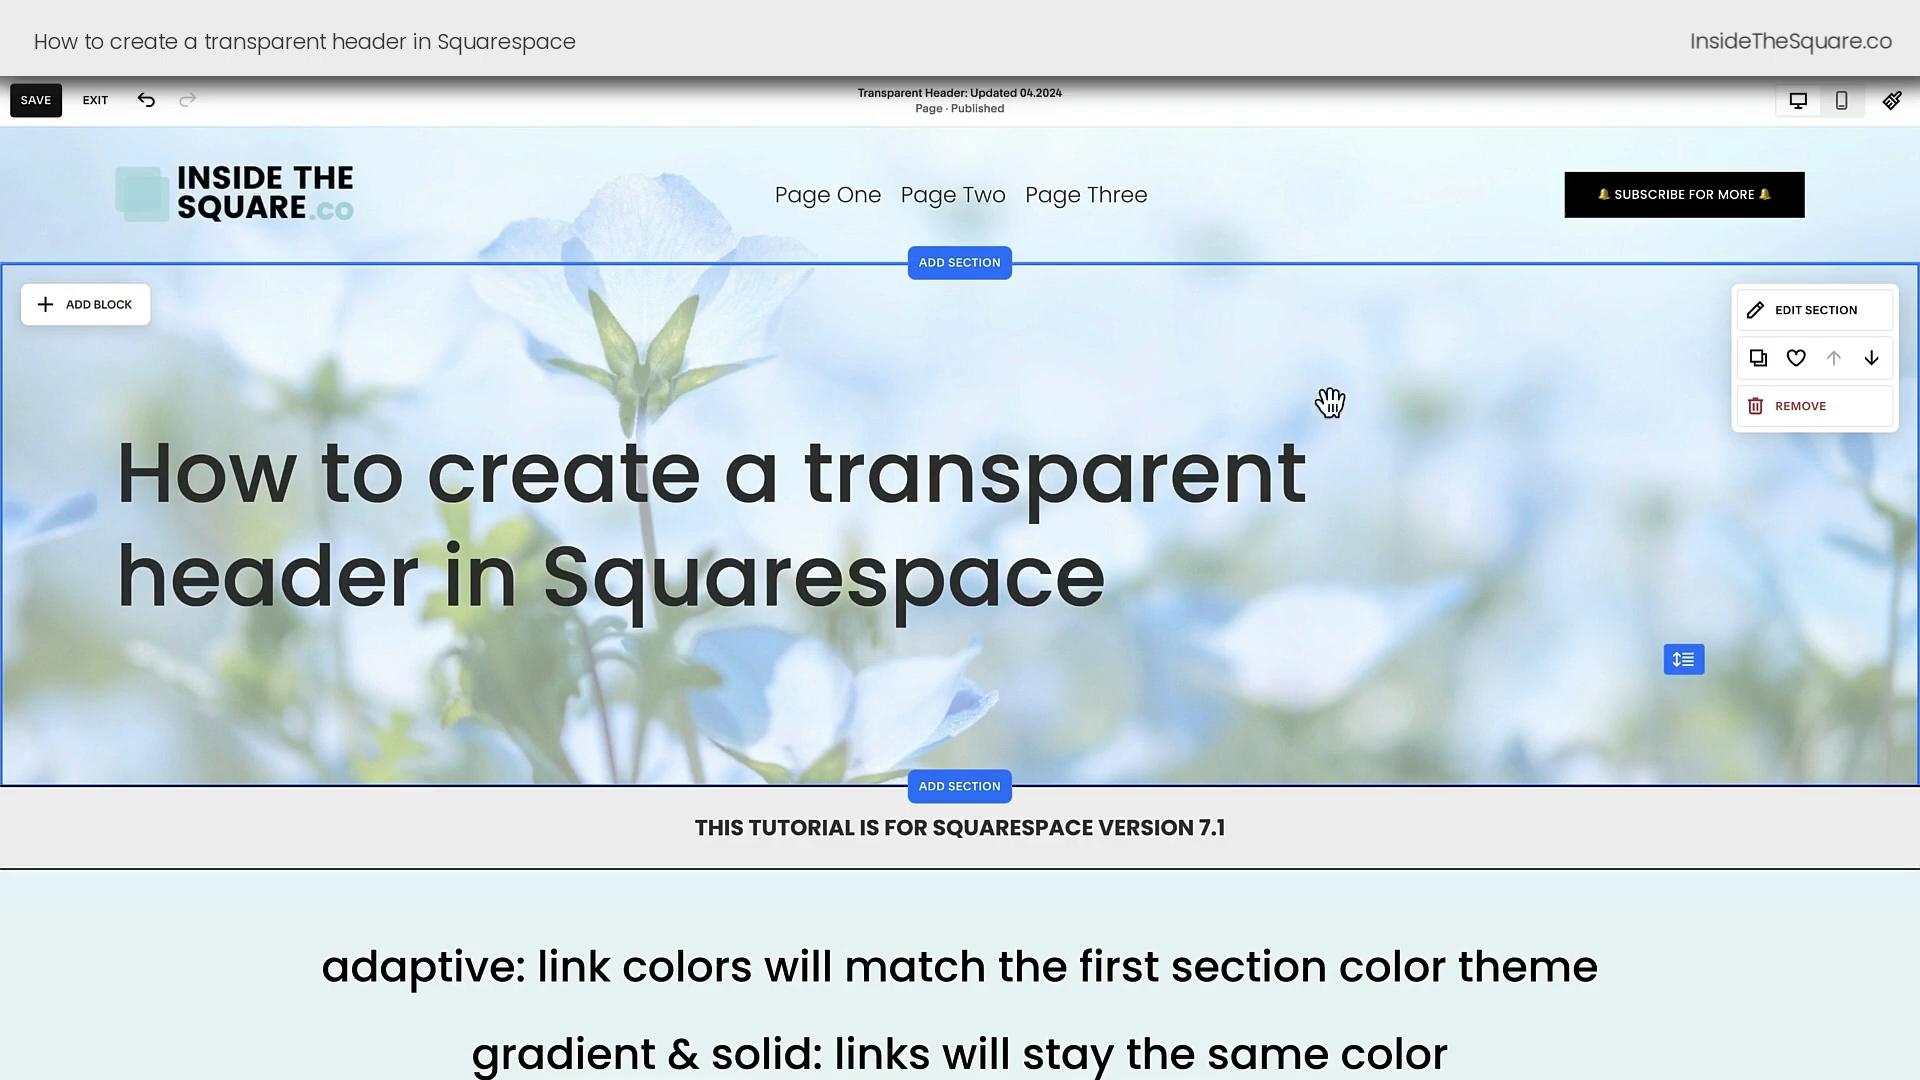 How to create a transparent header in Squarespace
InsideTheSquare.co
SAVE
EXIT
Transparent Header: Updated 04.2024
Page · Published
INSIDE THE
SQUARE.co
Page One
Page Two
Page Three
🔔 SUBSCRIBE FOR MORE 🔔
ADD SECTION
ADD BLOCK
EDIT SECTION
REMOVE
How to create a transparent
header in Squarespace
ADD SECTION
THIS TUTORIAL IS FOR SQUARESPACE VERSION 7.1
adaptive: link colors will match the first section color theme
gradient & solid: links will stay the same color